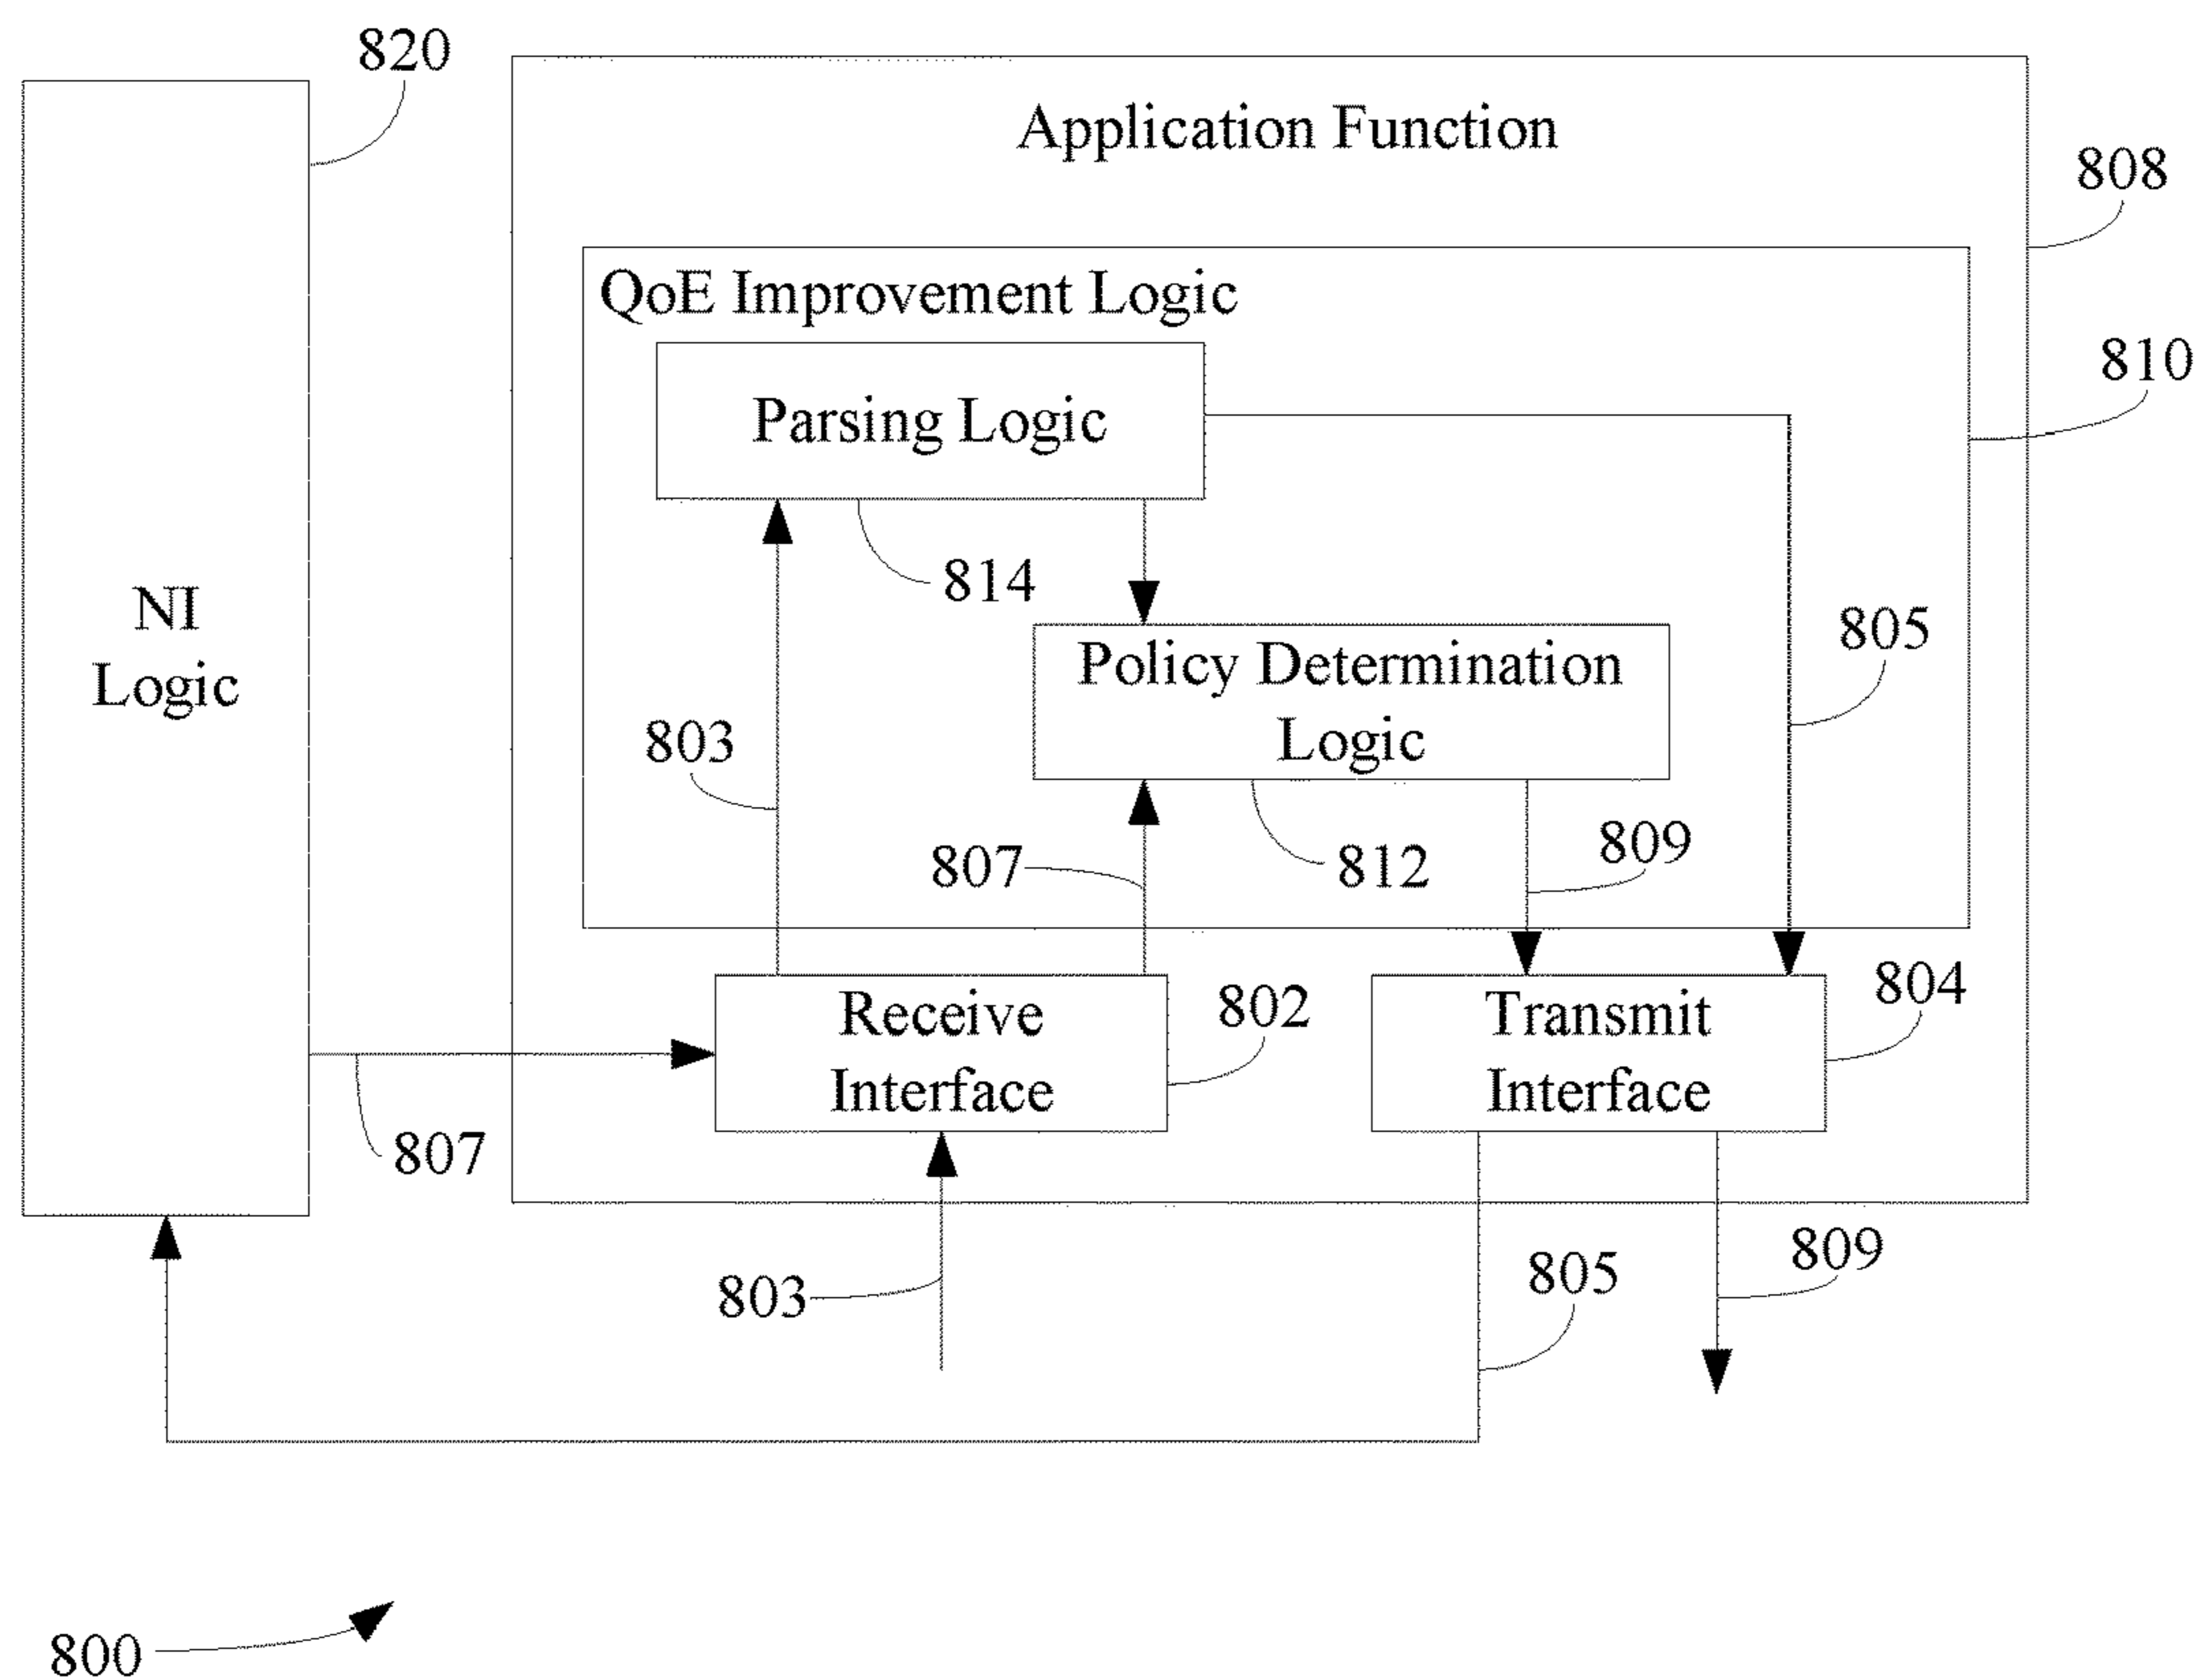 820
Application Function
808
QoE Improvement Logic
810
Parsing Logic
814
NI
Logic
805
Policy Determination
Logic
803
809
807
812
804
Receive
Interface
802
Transmit
Interface
807
803
805
809
800